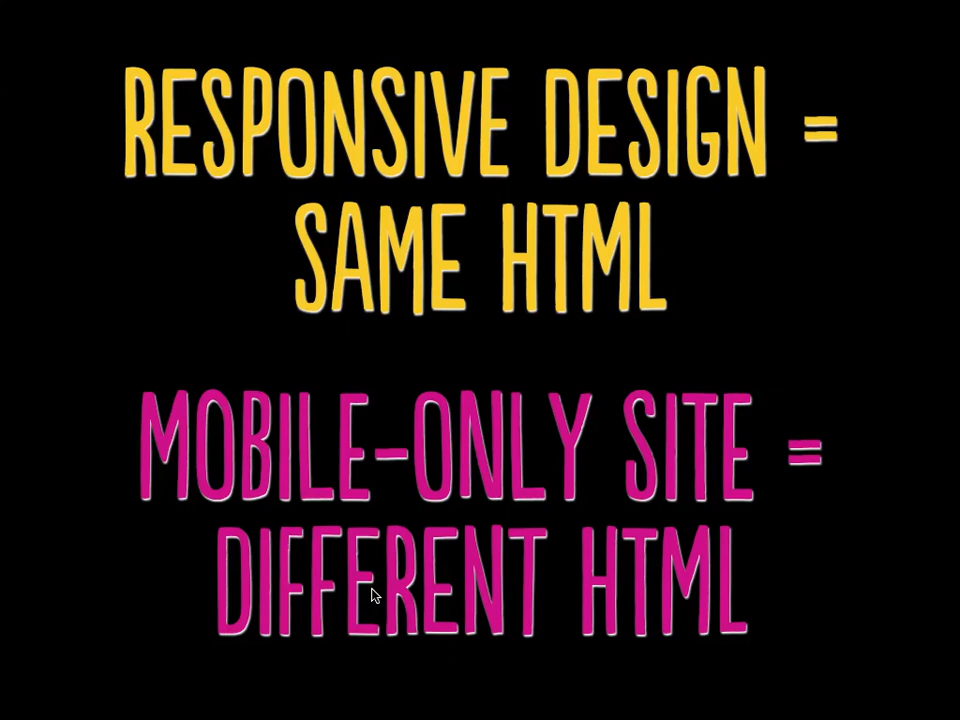 RESPONSIVE DESIGN =
SAME HTML
MOBILE-ONLY SITE =
DIFFERENT HTML